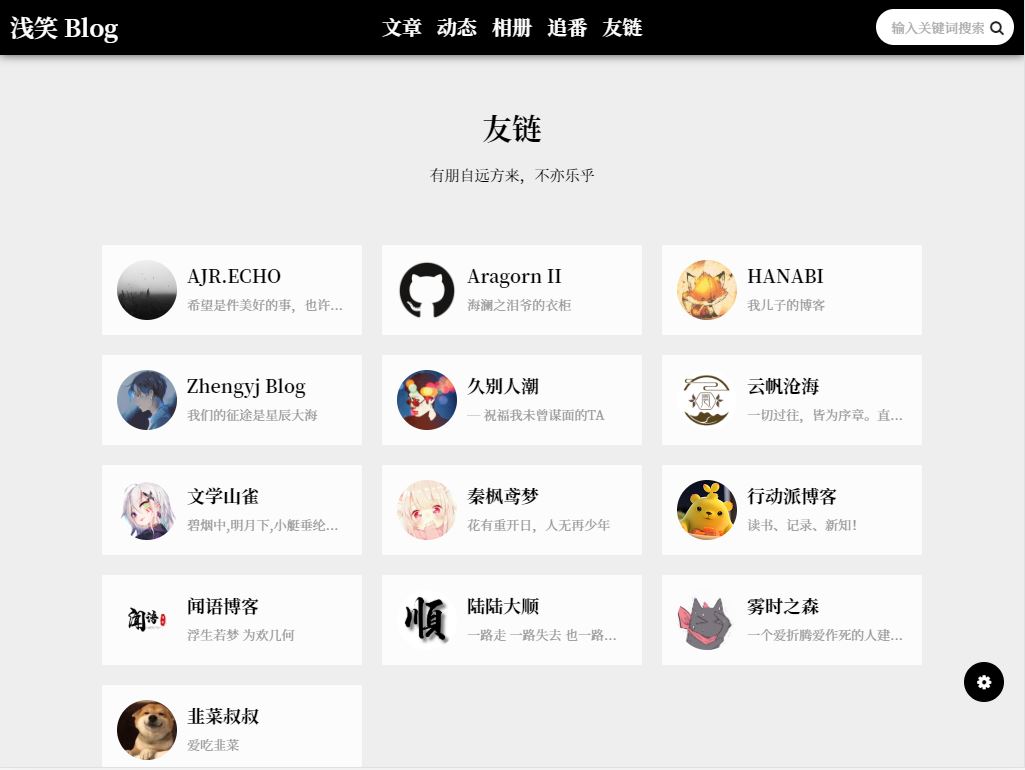 浅笑 Blog
文章 动态 相册 追番 友链
输入关键词搜索
友链
有朋自远方来，不亦乐乎
AJR.ECHO
希望是件美好的事，也许...
Aragorn II
海澜之泪爷的衣柜
HANABI
我儿子的博客
Zhengyj Blog
我们的征途是星辰大海
久别人潮
— 祝福我未曾谋面的TA
云帆沧海
一切过往，皆为序章。直...
文学山雀
碧烟中,明月下,小艇垂纶...
秦枫鸢梦
花有重开日，人无再少年
行动派博客
读书、记录、新知！
闻语
闻语博客
浮生若梦 为欢几何
順
陆陆大顺
一路走 一路失去 也一路...
雾时之森
一个爱折腾爱作死的人建...
韭菜叔叔
爱吃韭菜